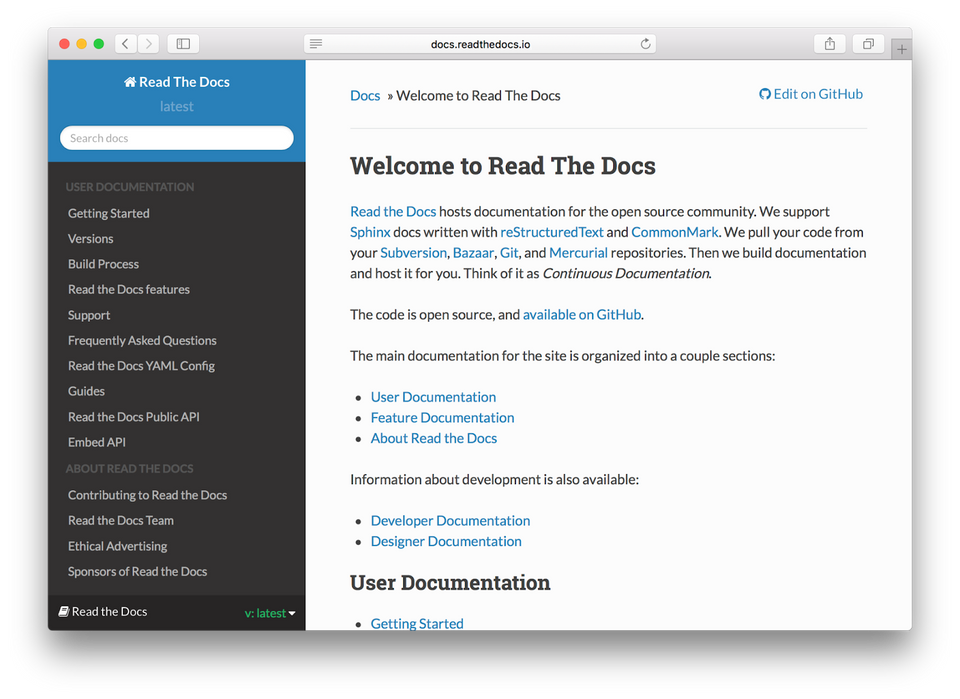 docs.readthedocs.io
Read The Docs
latest
Search docs
USER DOCUMENTATION
Getting Started
Versions
Build Process
Read the Docs features
Support
Frequently Asked Questions
Read the Docs YAML Config
Guides
Read the Docs Public API
Embed API
ABOUT READ THE DOCS
Contributing to Read the Docs
Read the Docs Team
Ethical Advertising
Sponsors of Read the Docs
Read the Docs
v: latest
Docs » Welcome to Read The Docs
Edit on GitHub
Welcome to Read The Docs
Read the Docs hosts documentation for the open source community. We support
Sphinx docs written with reStructuredText and CommonMark. We pull your code from
your Subversion, Bazaar, Git, and Mercurial repositories. Then we build documentation
and host it for you. Think of it as Continuous Documentation.
The code is open source, and available on GitHub.
The main documentation for the site is organized into a couple sections:
• User Documentation
• Feature Documentation
• About Read the Docs
Information about development is also available:
• Developer Documentation
• Designer Documentation
User Documentation
• Getting Started